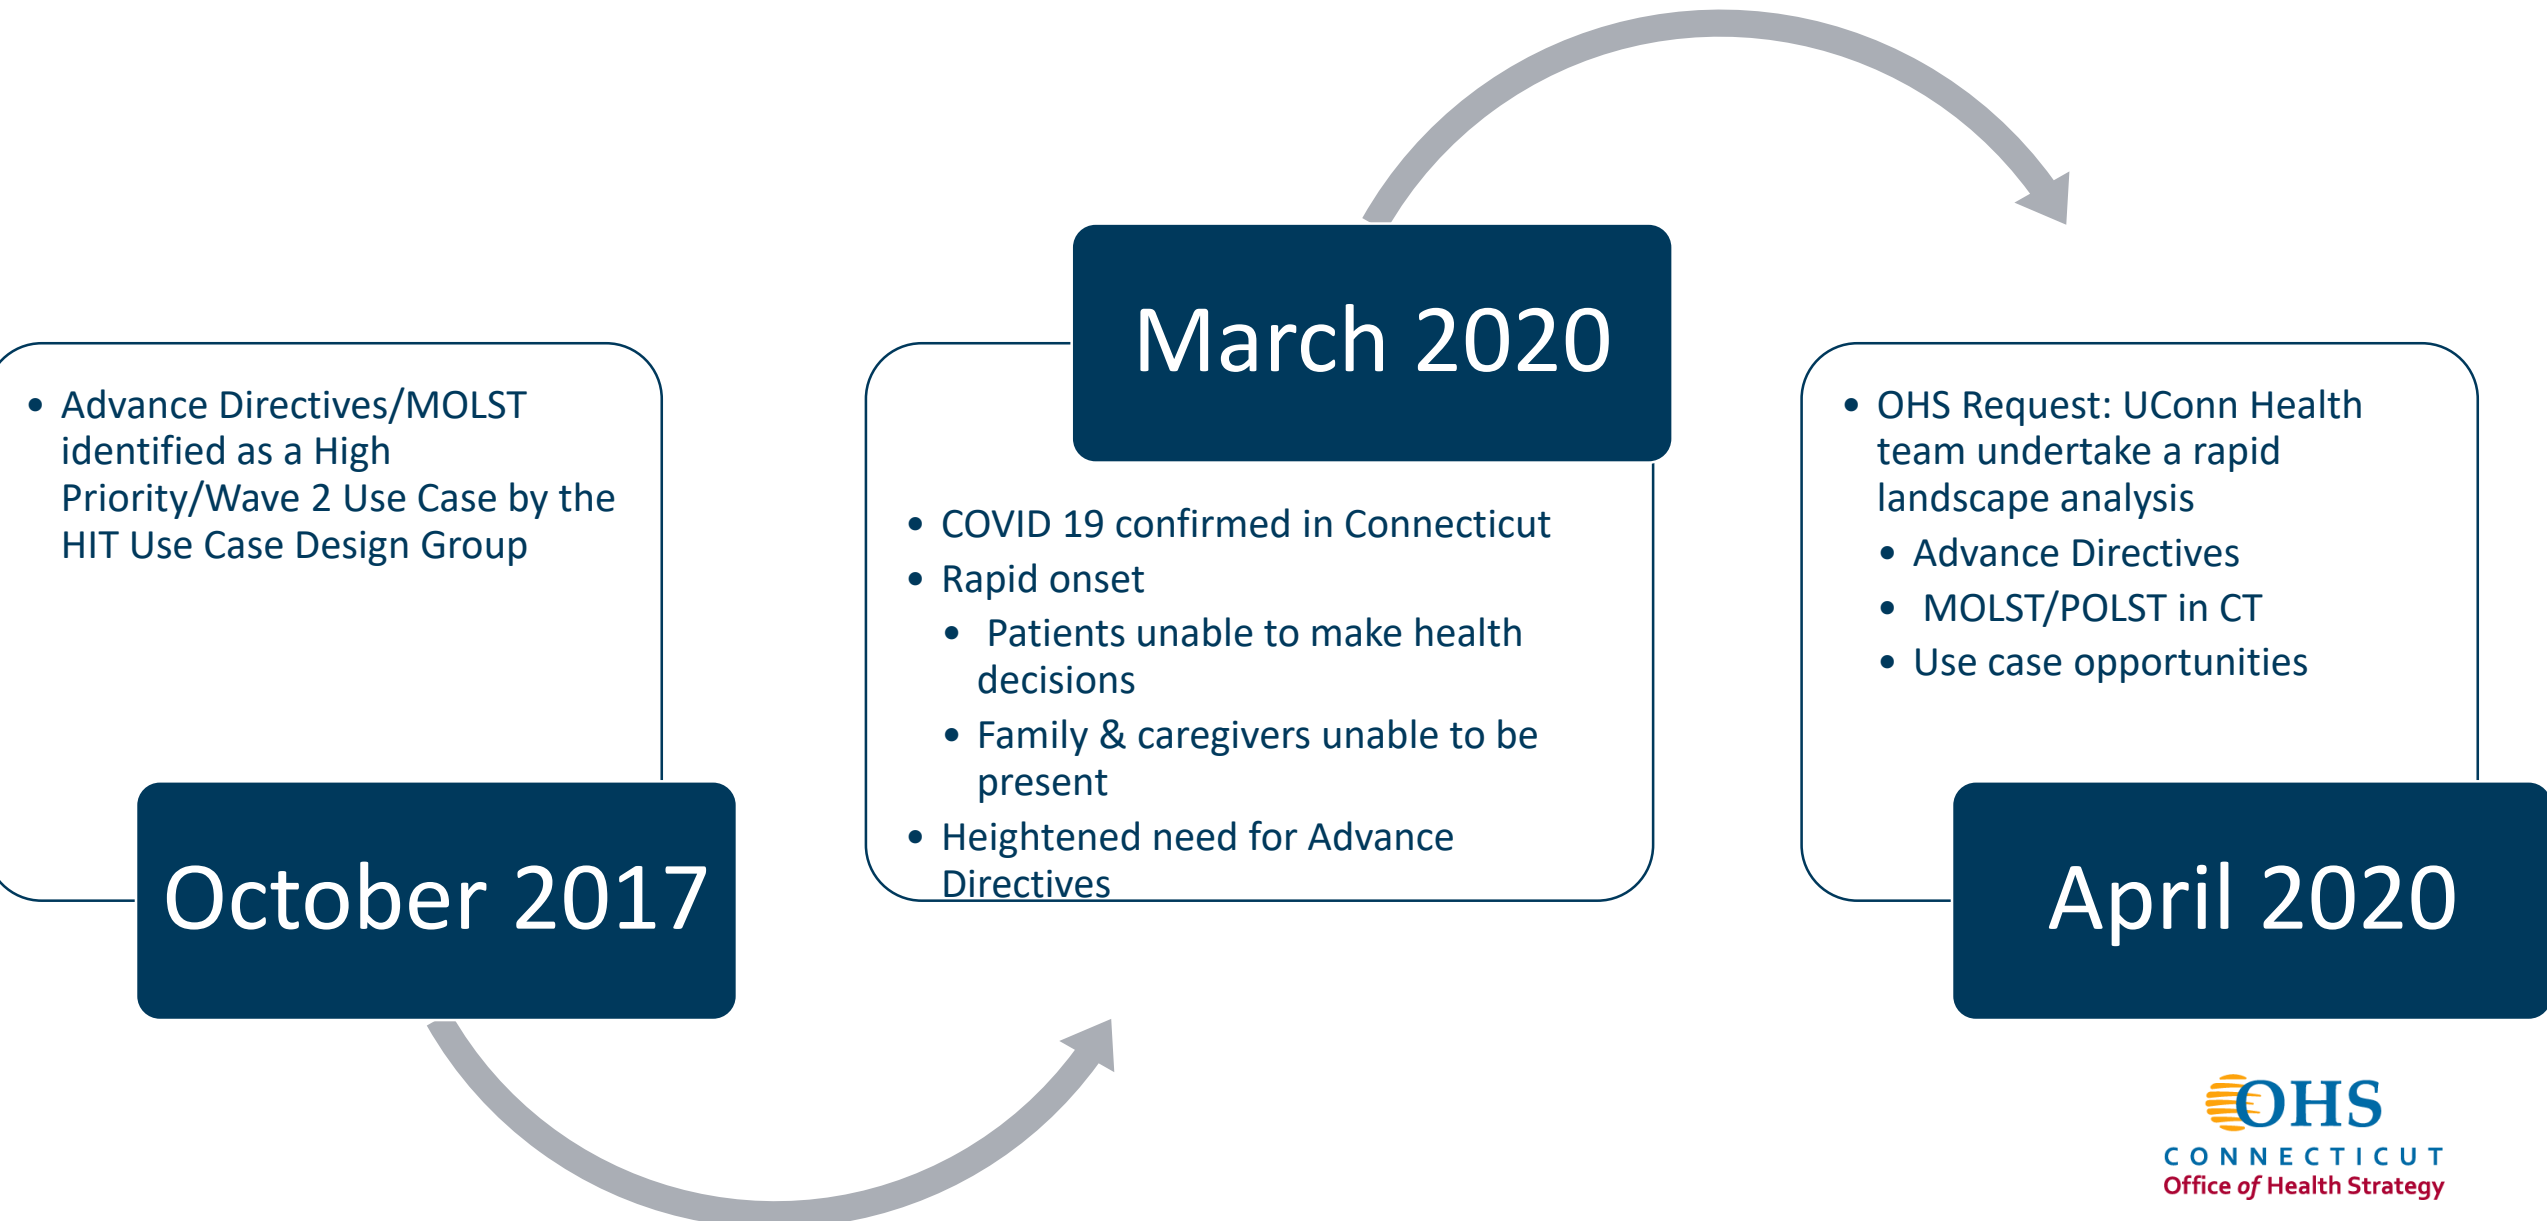 • Advance Directives/MOLST
identified as a High
Priority/Wave 2 Use Case by the
HIT Use Case Design Group
October 2017
March 2020
• COVID 19 confirmed in Connecticut
• Rapid onset
• Patients unable to make health
decisions
• Family & caregivers unable to be
present
• Heightened need for Advance
Directives
• OHS Request: UConn Health
team undertake a rapid
landscape analysis
• Advance Directives
• MOLST/POLST in CT
• Use case opportunities
April 2020
OHS
CONNECTICUT
Office of Health Strategy